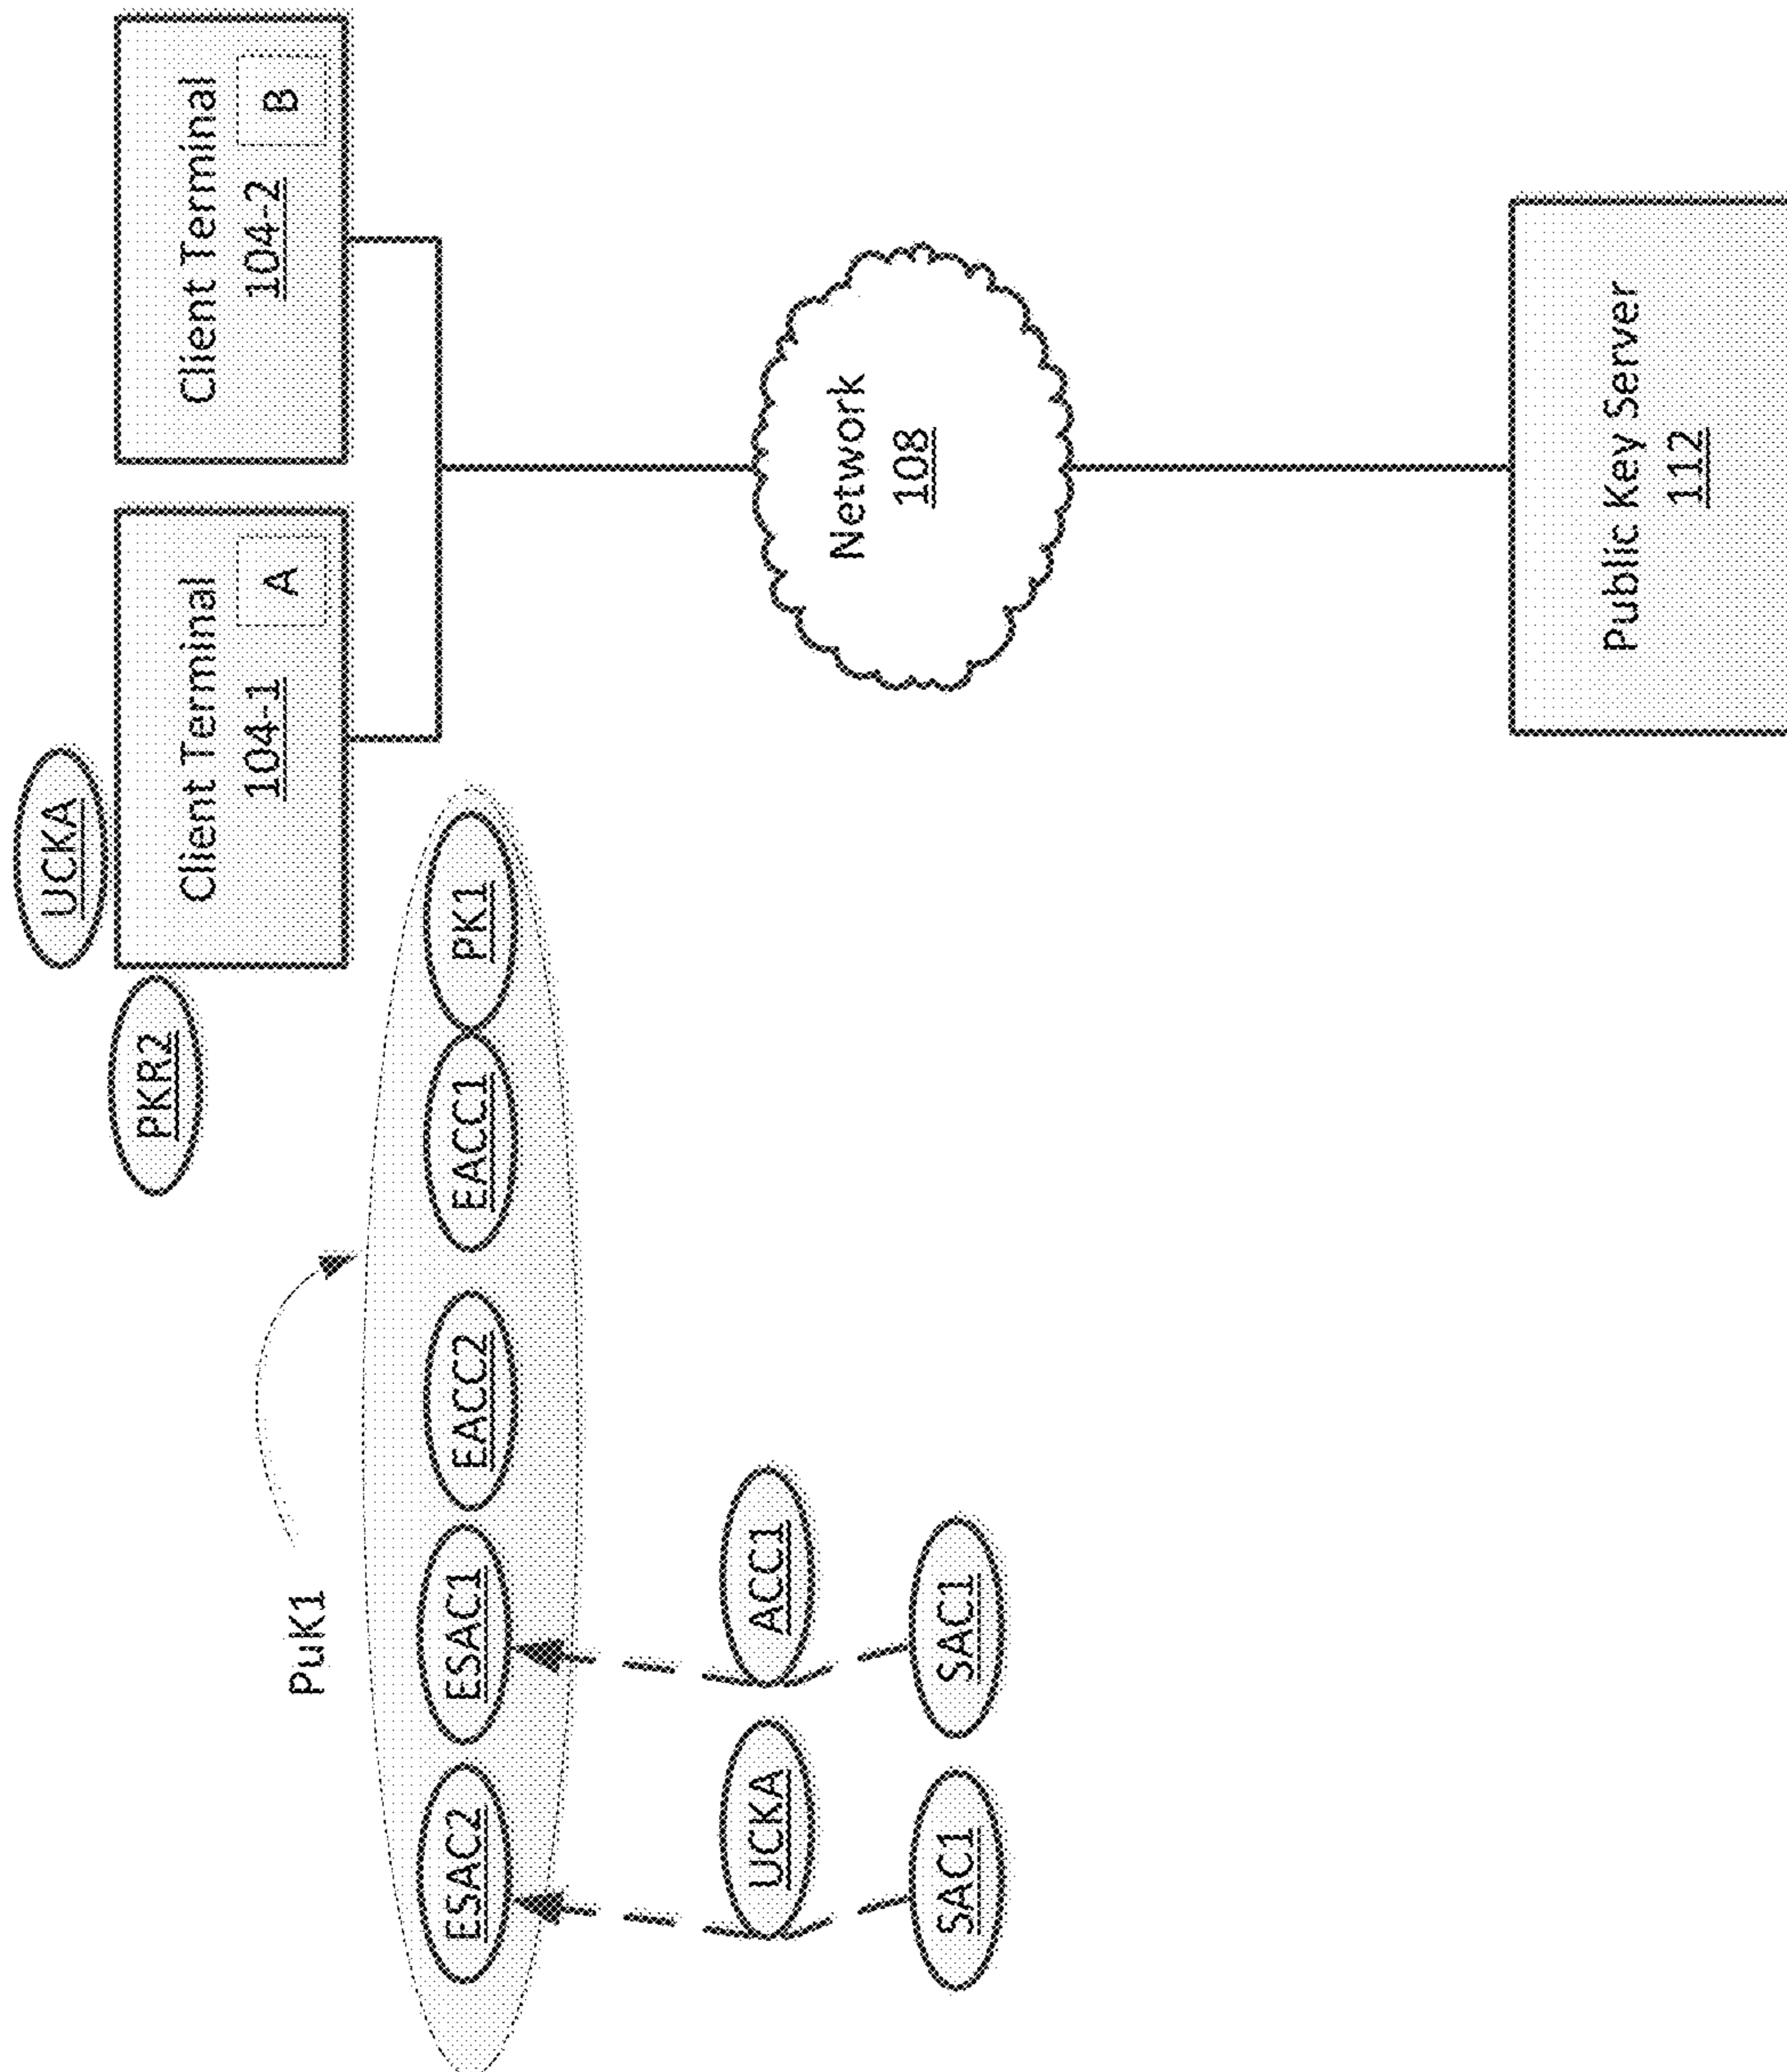 UCKA
PKR2
Client Terminal
104-1
A
Client Terminal
104-2
B
PuK1
ESAC2
ESAC1
EACC2
EACC1
PK1
UCKA
ACC1
SAC1
SAC1
Network
108
Public Key Server
112